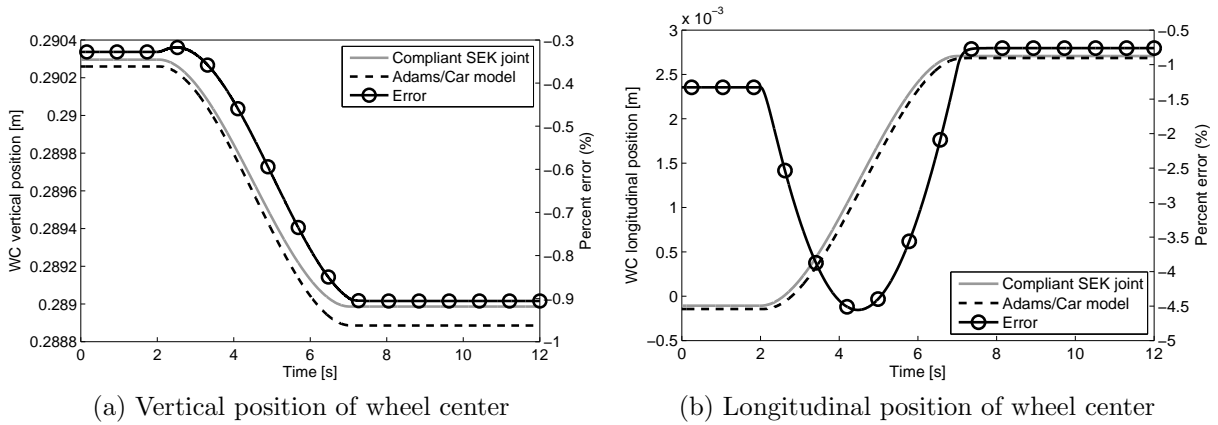 0.2904
0.2902
0.29
0.2898
0.2896
0.2894
0.2892
0.289
0.2888
WC vertical position [m]
−0.3
−0.4
−0.5
−0.6
−0.7
−0.8
−0.9
−1
Percent error (%)
0 2 4 6 8 10 12
Time [s]
Compliant SEK joint
Adams/Car model
Error
(a) Vertical position of wheel center
x 10−3
3
2.5
2
1.5
1
0.5
0
−0.5
WC longitudinal position [m]
−0.5
−1
−1.5
−2
−2.5
−3
−3.5
−4
−4.5
−5
Percent error (%)
0 2 4 6 8 10 12
Time [s]
Compliant SEK joint
Adams/Car model
Error
(b) Longitudinal position of wheel center